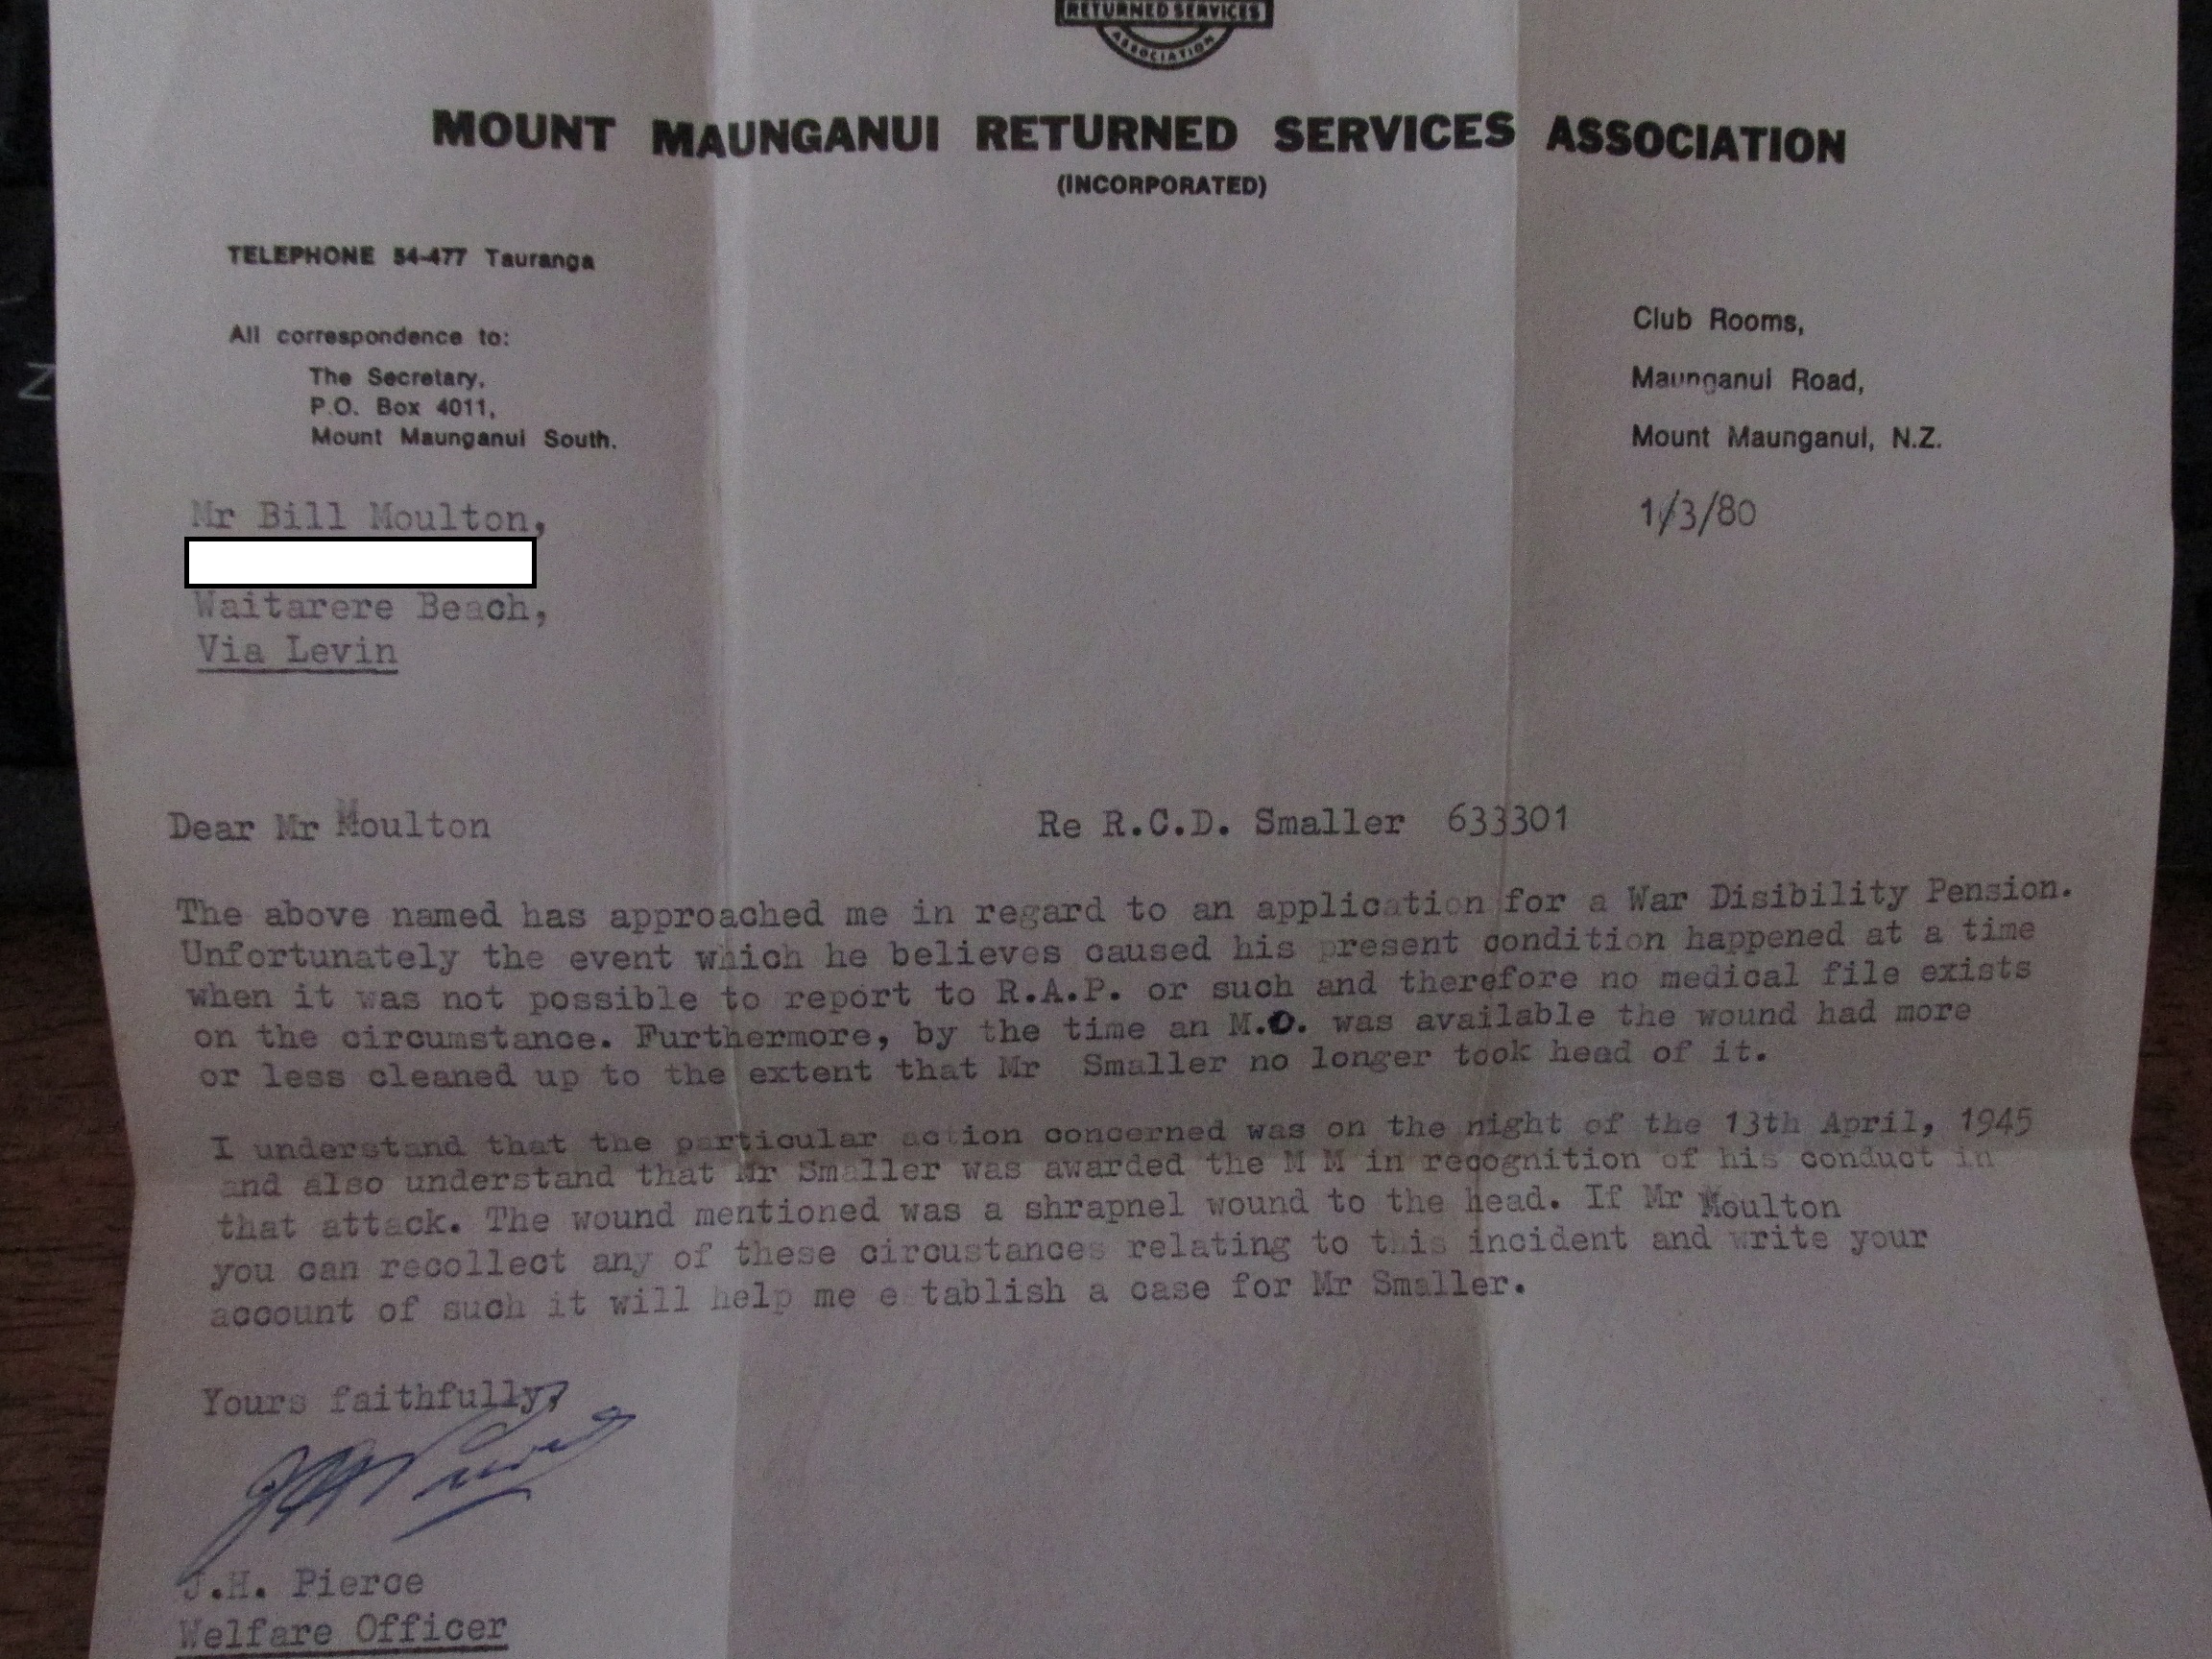 RETURNED SERVICES
ASSOCIATION
MOUNT MAUNGANUI RETURNED SERVICES ASSOCIATION
(INCORPORATED)
TELEPHONE 54-477 Tauranga
All correspondence to:
The Secretary,
P.O. Box 4011,
Mount Maunganui South.
Club Rooms,
Maunganui Road,
Mount Maunganui, N.Z.
1/3/80
Mr Bill Moulton,
Waitarere Beach,
Via Levin
Dear Mr Moulton
Re R.C.D. Smaller 633301
The above named has approached me in regard to an application for a War Disibility Pension.
Unfortunately the event which he believes caused his present condition happened at a time
when it was not possible to report to R.A.P. or such and therefore no medical file exists
on the circumstance. Furthermore, by the time an M.O. was available the wound had more
or less cleaned up to the extent that Mr Smaller no longer took head of it.
I understand that the particular action concerned was on the night of the 13th April, 1945
and also understand that Mr Smaller was awarded the M M in recognition of his conduct in
that attack. The wound mentioned was a shrapnel wound to the head. If Mr Moulton
you can recollect any of these circustances relating to this incident and write your
account of such it will help me e tablish a case for Mr Smaller.
Yours faithfully,
J.H. Pierce
Welfare Officer
Z